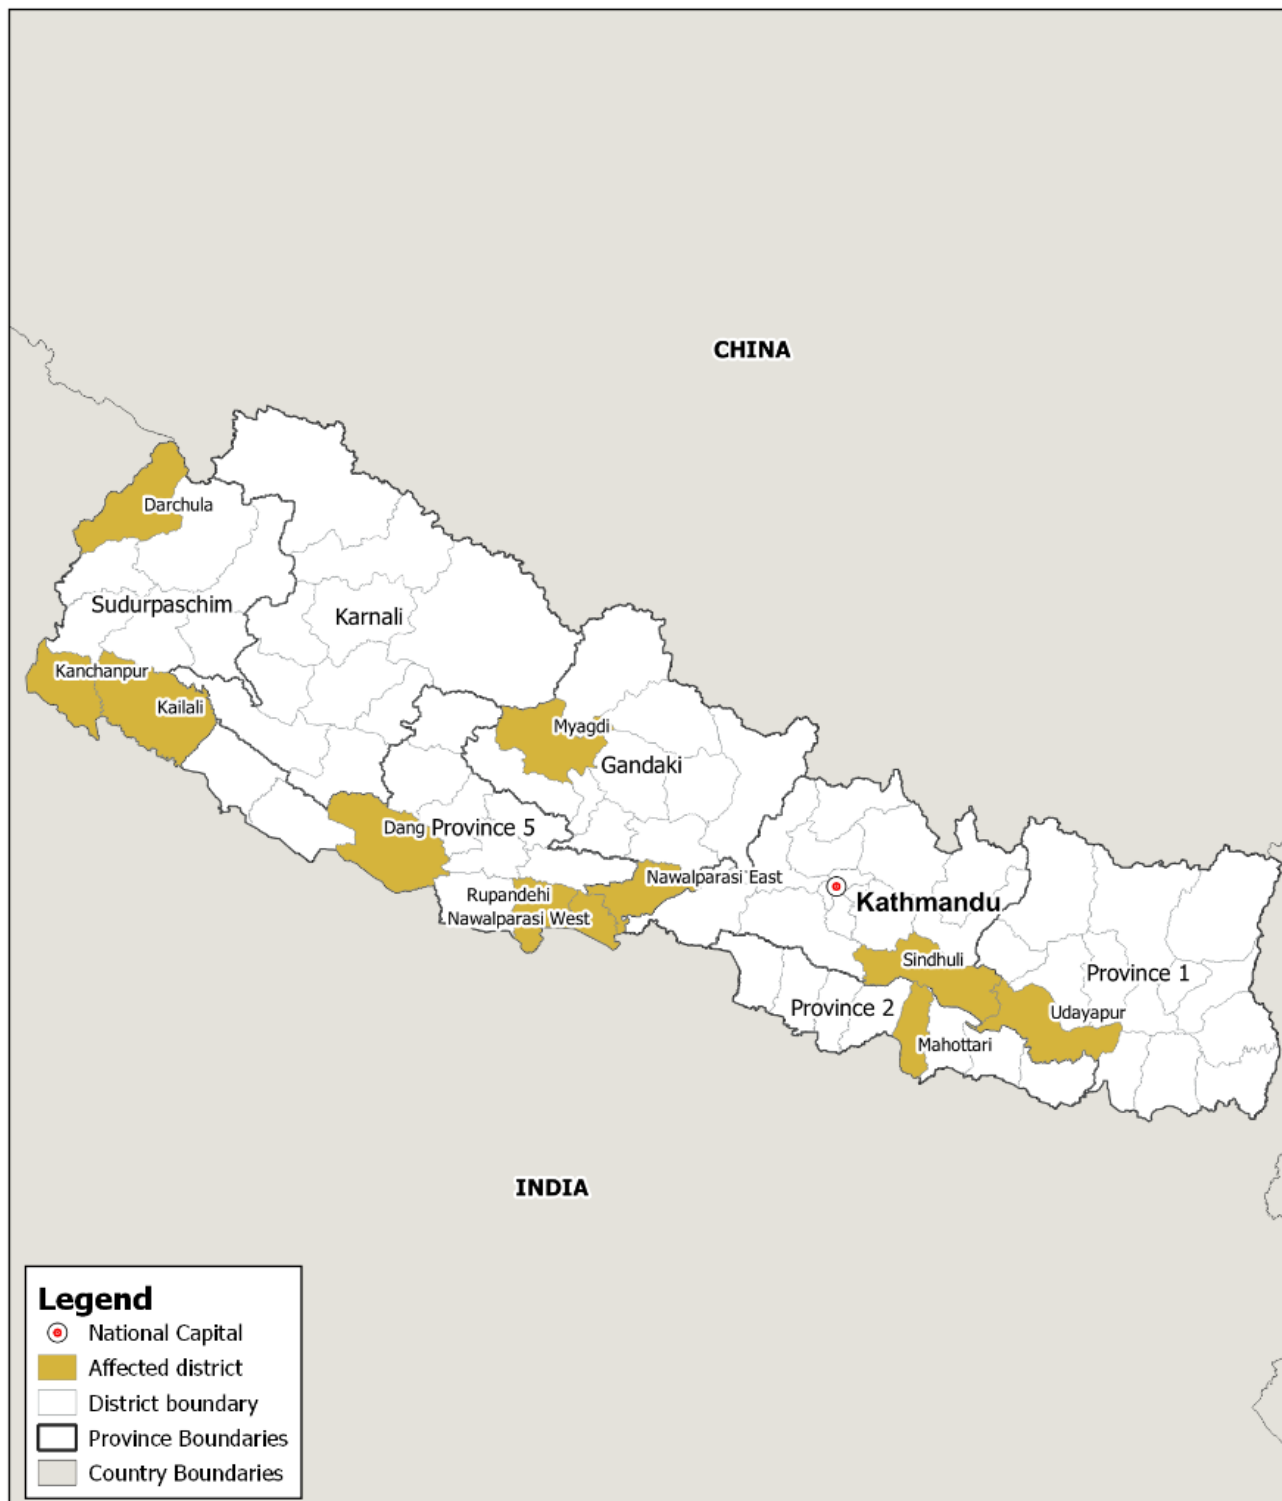 CHINA
Darchula
Sudurpaschim
Karnali
Kanchanpur
Kailali
Myagdi
Gandaki
Dang
Province 5
Nawalparasi East
Rupandehi
Nawalparasi West
Kathmandu
Sindhuli
Province 1
Province 2
Udayapur
Mahottari
INDIA
Legend
National Capital
Affected district
District boundary
Province Boundaries
Country Boundaries